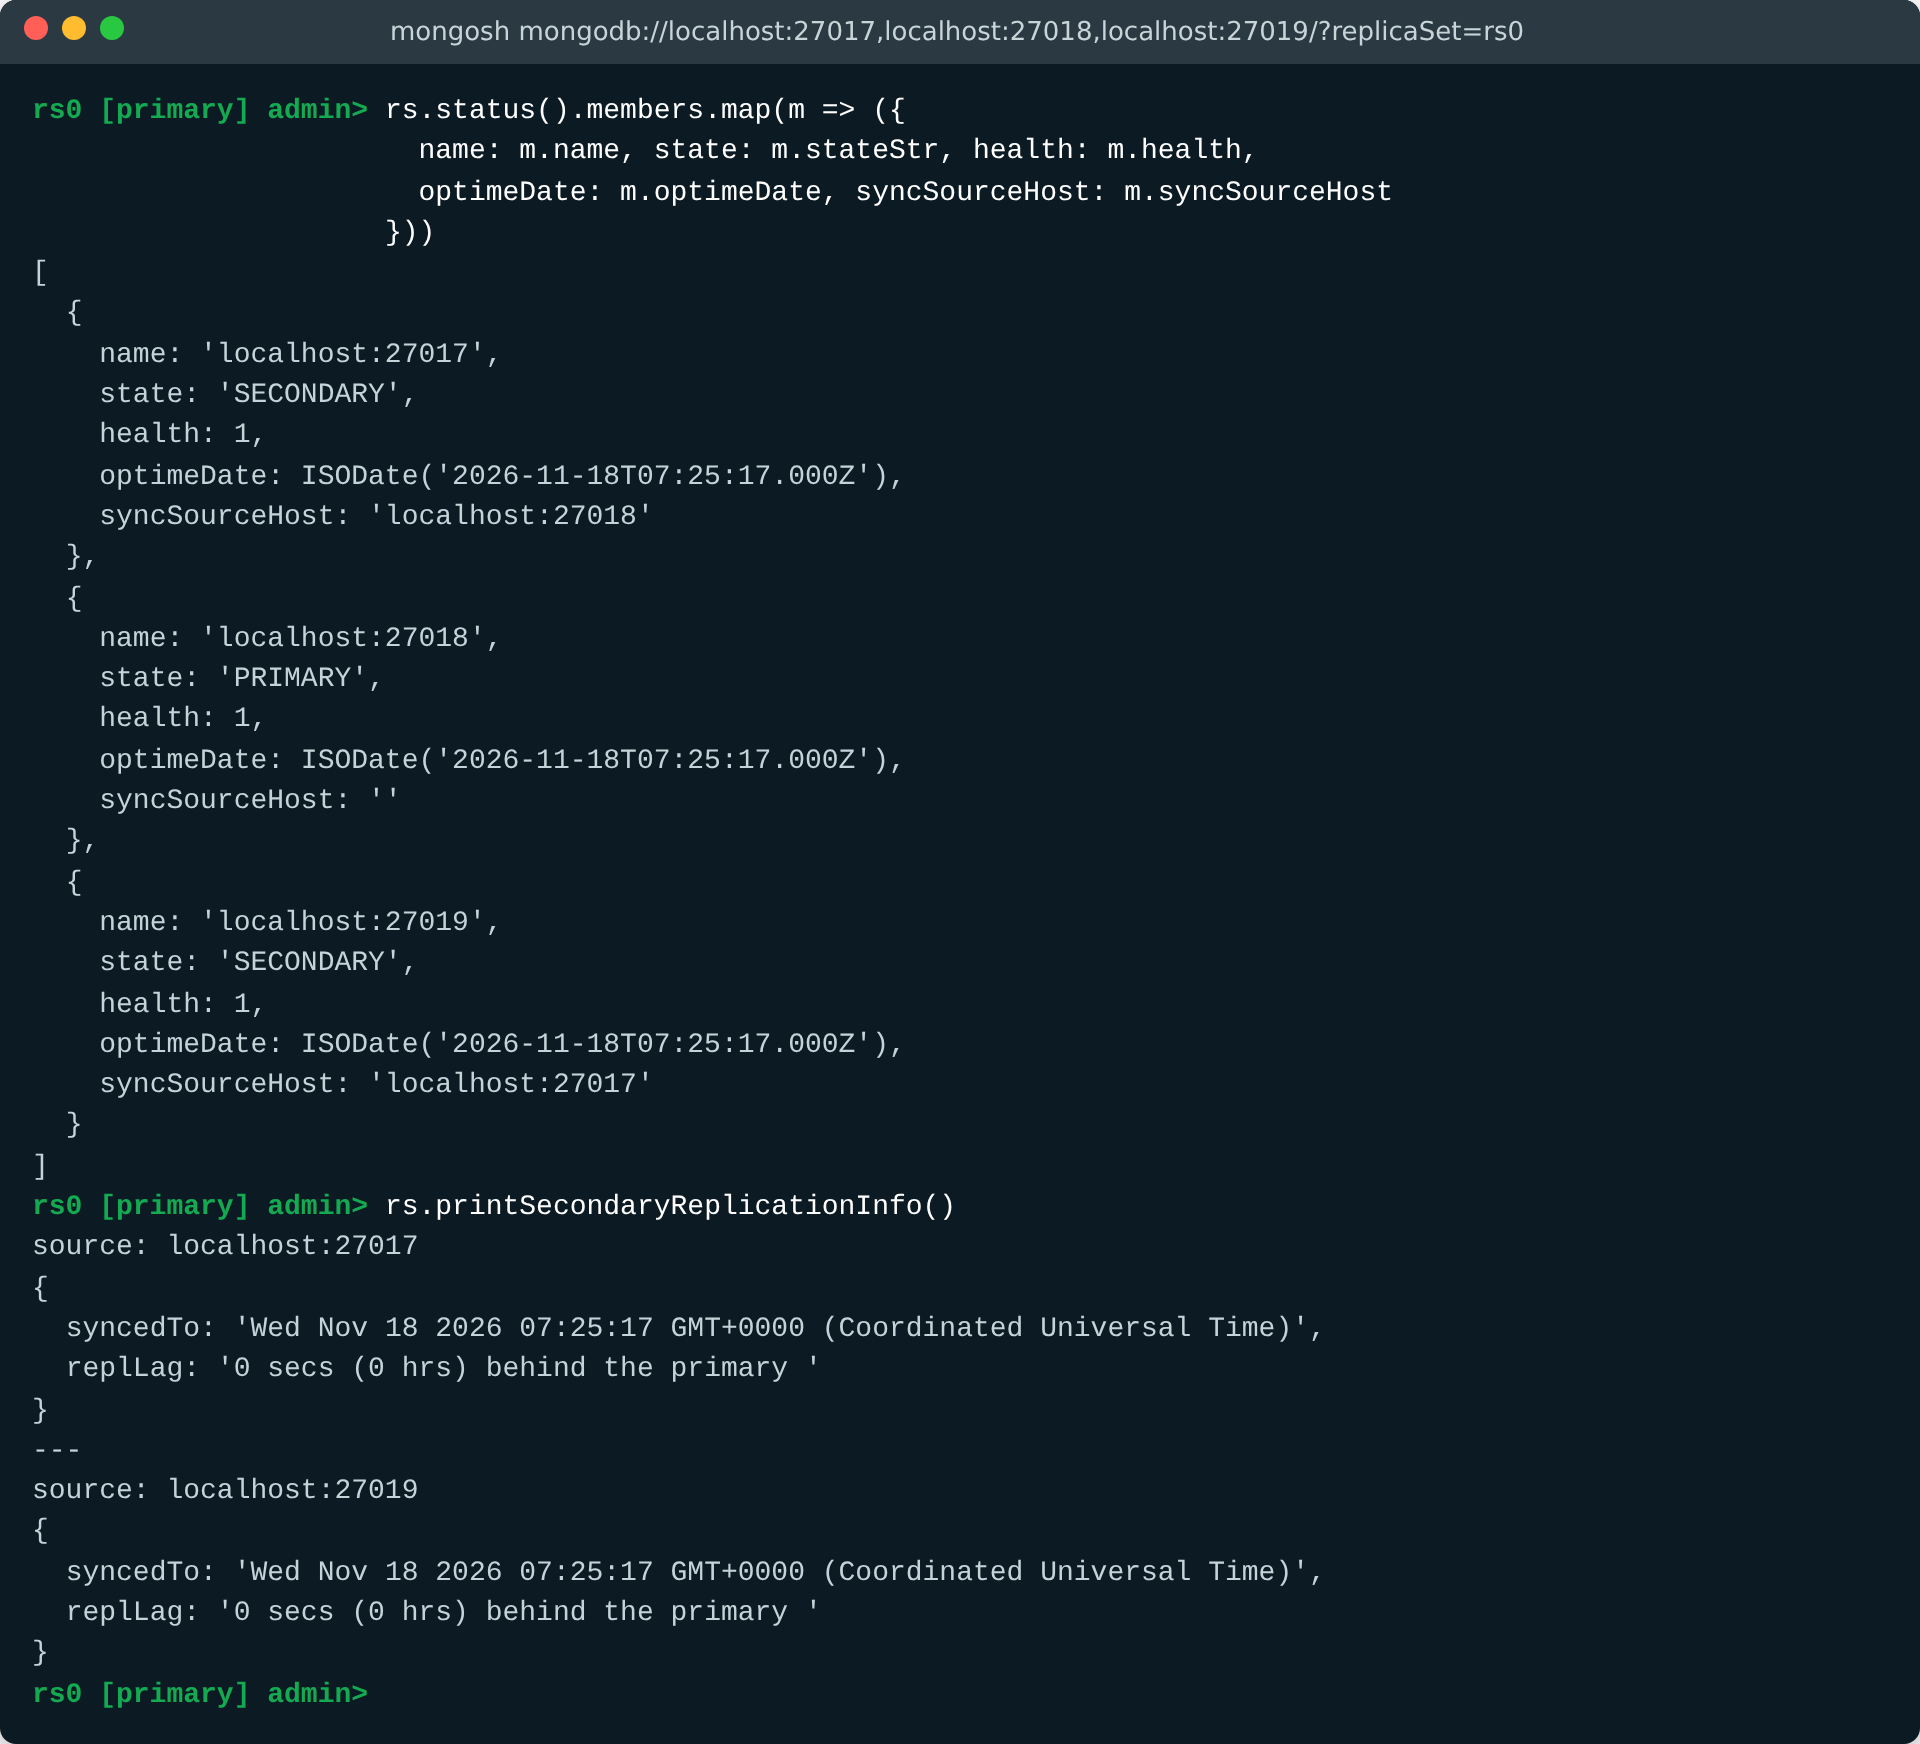 mongosh mongodb://localhost:27017,localhost:27018,localhost:27019/?replicaSet=rs0
rs0 [primary] admin> rs.status().members.map(m => ({
                       name: m.name, state: m.stateStr, health: m.health,
                       optimeDate: m.optimeDate, syncSourceHost: m.syncSourceHost
                     }))
[
  {
    name: 'localhost:27017',
    state: 'SECONDARY',
    health: 1,
    optimeDate: ISODate('2026-11-18T07:25:17.000Z'),
    syncSourceHost: 'localhost:27018'
  },
  {
    name: 'localhost:27018',
    state: 'PRIMARY',
    health: 1,
    optimeDate: ISODate('2026-11-18T07:25:17.000Z'),
    syncSourceHost: ''
  },
  {
    name: 'localhost:27019',
    state: 'SECONDARY',
    health: 1,
    optimeDate: ISODate('2026-11-18T07:25:17.000Z'),
    syncSourceHost: 'localhost:27017'
  }
]
rs0 [primary] admin> rs.printSecondaryReplicationInfo()
source: localhost:27017
{
  syncedTo: 'Wed Nov 18 2026 07:25:17 GMT+0000 (Coordinated Universal Time)',
  replLag: '0 secs (0 hrs) behind the primary '
}
---
source: localhost:27019
{
  syncedTo: 'Wed Nov 18 2026 07:25:17 GMT+0000 (Coordinated Universal Time)',
  replLag: '0 secs (0 hrs) behind the primary '
}
rs0 [primary] admin>